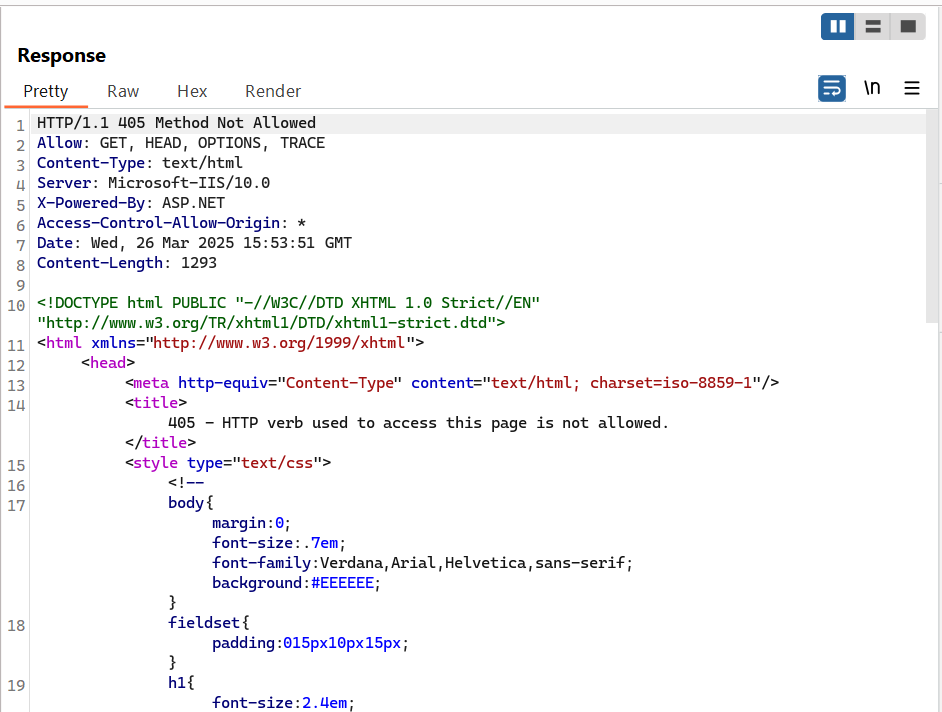 Response
Pretty Raw Hex Render \n
1 HTTP/1.1 405 Method Not Allowed
2 Allow: GET, HEAD, OPTIONS, TRACE
3 Content-Type: text/html
4 Server: Microsoft-IIS/10.0
5 X-Powered-By: ASP.NET
6 Access-Control-Allow-Origin: *
7 Date: Wed, 26 Mar 2025 15:53:51 GMT
8 Content-Length: 1293
9
10 <!DOCTYPE html PUBLIC "-//W3C//DTD XHTML 1.0 Strict//EN"
"http://www.w3.org/TR/xhtml1/DTD/xhtml1-strict.dtd">
11 <html xmlns="http://www.w3.org/1999/xhtml">
12 <head>
13 <meta http-equiv="Content-Type" content="text/html; charset=iso-8859-1"/>
14 <title>
405 - HTTP verb used to access this page is not allowed.
</title>
15 <style type="text/css">
16 <!--
17 body{
margin:0;
font-size:.7em;
font-family:Verdana,Arial,Helvetica,sans-serif;
background:#EEEEEE;
}
18 fieldset{
padding:015px10px15px;
}
19 h1{
font-size:2.4em;